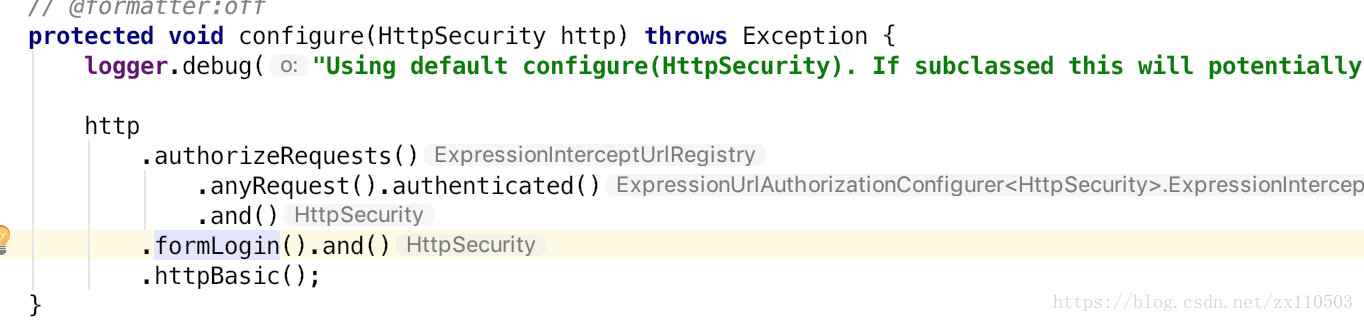 // @formatter:off
protected void configure(HttpSecurity http) throws Exception {
logger.debug( o: "Using default configure(HttpSecurity). If subclassed this will potentially
http
.authorizeRequests() ExpressionInterceptUrlRegistry
.anyRequest().authenticated() ExpressionUrlAuthorizationConfigurer<HttpSecurity>.ExpressionIntercep
.and() HttpSecurity
.formLogin().and() HttpSecurity
.httpBasic();
}
https://blog.csdn.net/zx110503